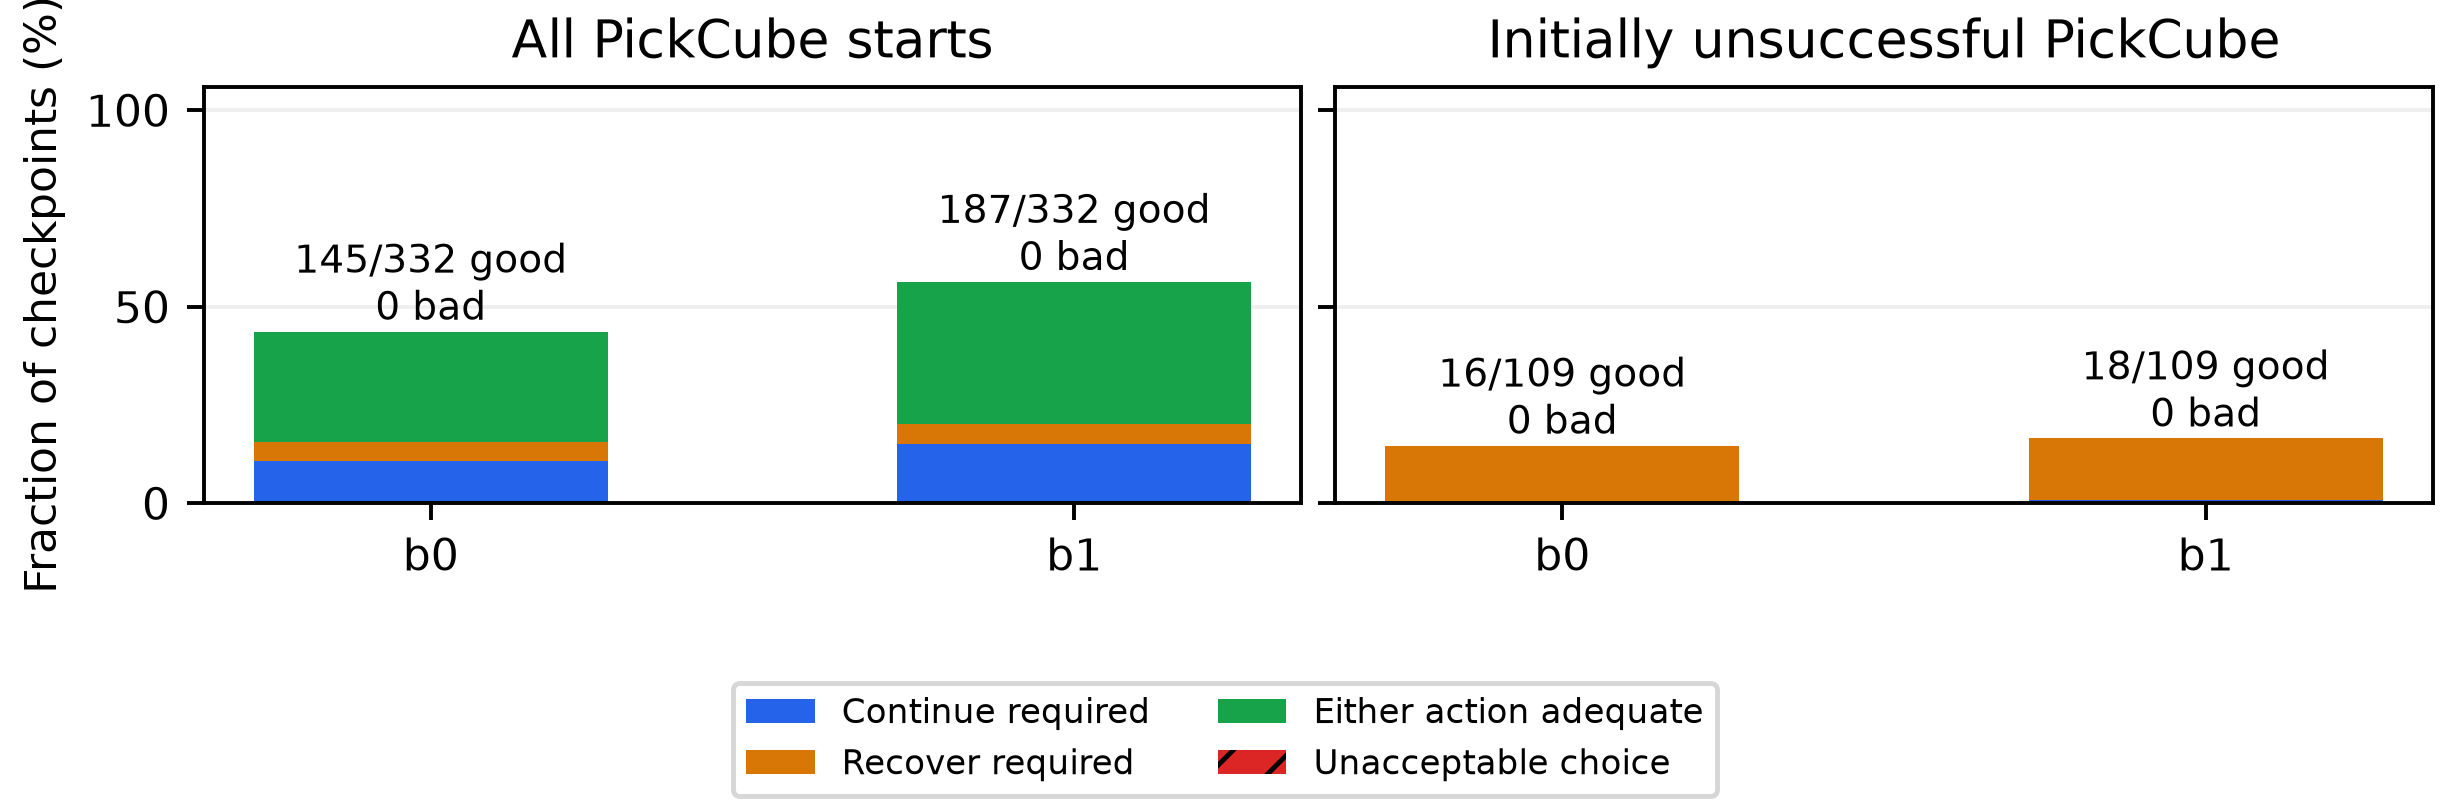 All PickCube starts
Initially unsuccessful PickCube
Fraction of checkpoints (%)
100
50
0
145/332 good
0 bad
187/332 good
0 bad
b0
b1
16/109 good
0 bad
18/109 good
0 bad
b0
b1
Continue required
Recover required
Either action adequate
Unacceptable choice